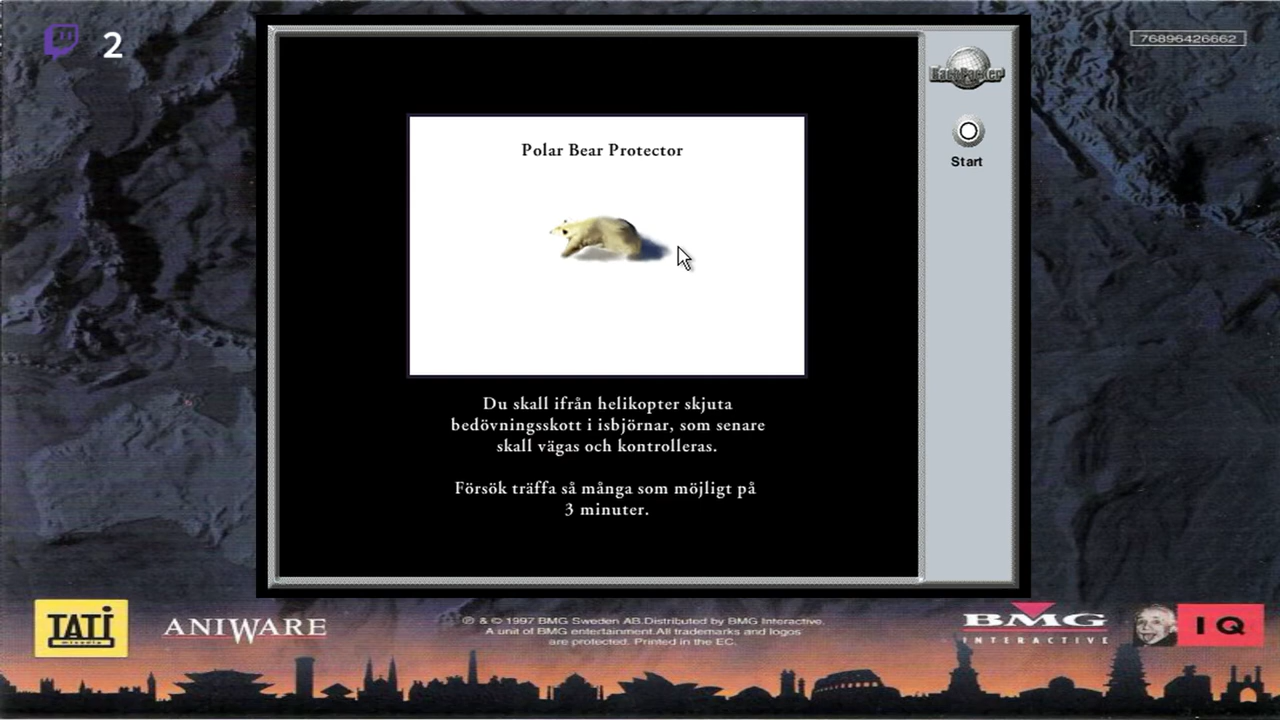 2
76896426662
BackPacker
Start
Polar Bear Protector
Du skall ifrån helikopter skjuta
bedövningsskott i isbjörnar, som senare
skall vägas och kontrolleras.
Försök träffa så många som möjligt på
3 minuter.
TATi
ANIWARE
℗ & © 1997 BMG Sweden AB.Distributed by BMG Interactive.
A unit of BMG entertainment.All trademarks and logos
are protected. Printed in the EC.
BMG
INTERACTIVE
IQ